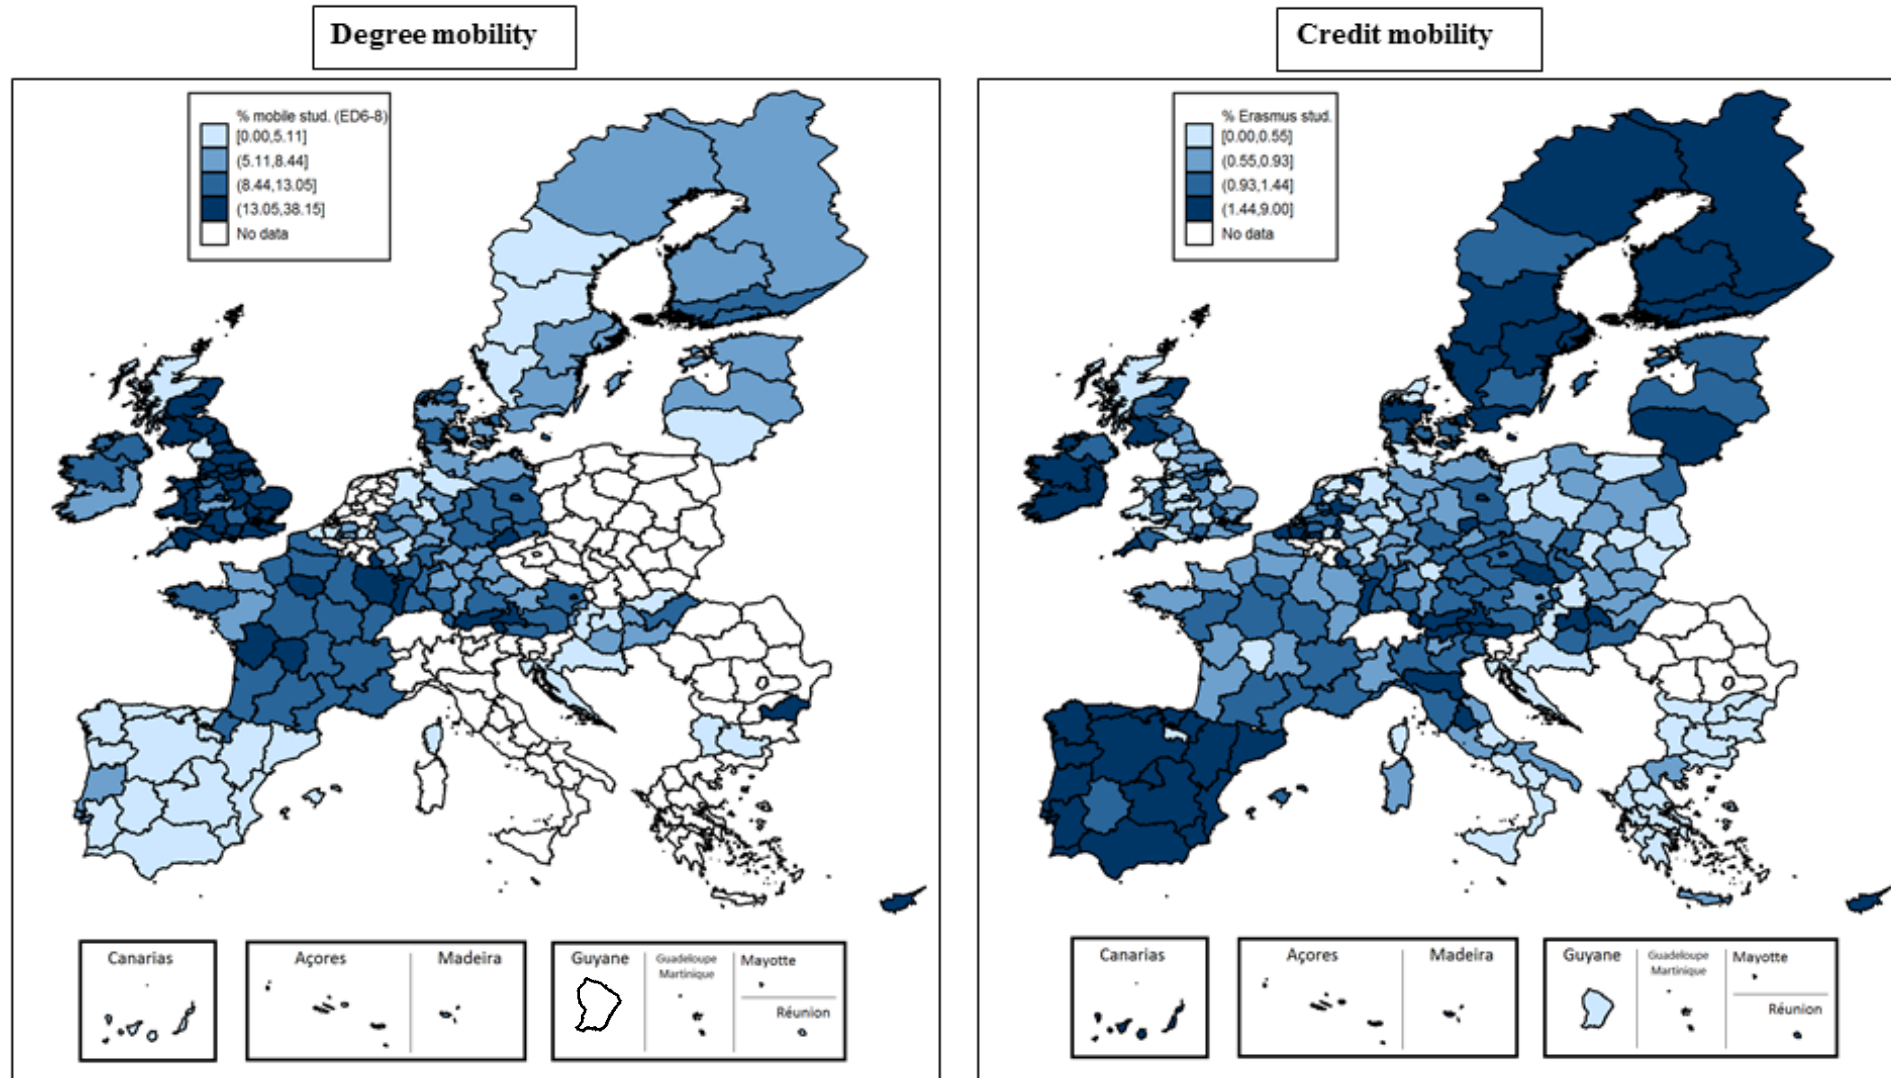 Degree mobility
Credit mobility
% mobile stud. (ED6-8)
[0.00,5.11]
(5.11,8.44]
(8.44,13.05]
(13.05,38.15]
No data
% Erasmus stud.
[0.00,0.55]
(0.55,0.93]
(0.93,1.44]
(1.44,9.00]
No data
Canarias
Açores
Madeira
Guyane
Guadeloupe
Martinique
Mayotte
Réunion
Canarias
Açores
Madeira
Guyane
Guadeloupe
Martinique
Mayotte
Réunion